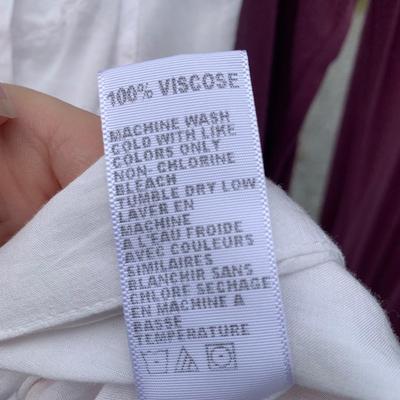 100% VISCOSE
MACHINE WASH
COLD WITH LIKE
COLORS ONLY
NON-CHLORINE
BLEACH
TUMBLE DRY LOW
LAVER EN
MACHINE
A L'EAU FROIDE
AVEC COULEURS
SIMILAIRES
BLANCHIR SANS
CHLORE SECHAGE
EN MACHINE A
BASSE
TEMPERATURE